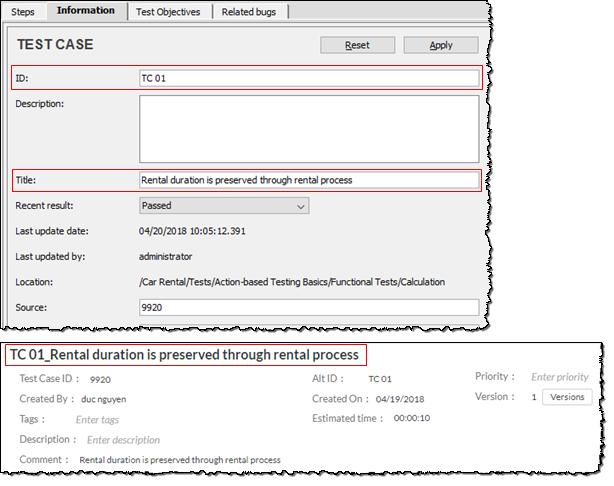 Steps Information Test Objectives Related bugs
TEST CASE Reset Apply
ID: TC 01
Description:
Title: Rental duration is preserved through rental process
Recent result: Passed
Last update date: 04/20/2018 10:05:12.391
Last updated by: administrator
Location: /Car Rental/Tests/Action-based Testing Basics/Functional Tests/Calculation
Source: 9920
TC 01_Rental duration is preserved through rental process
Test Case ID : 9920 Alt ID : TC 01 Priority : Enter priority
Created By : duc nguyen Created On : 04/19/2018 Version : 1 Versions
Tags : Enter tags Estimated time : 00:00:10
Description : Enter description
Comment : Rental duration is preserved through rental process